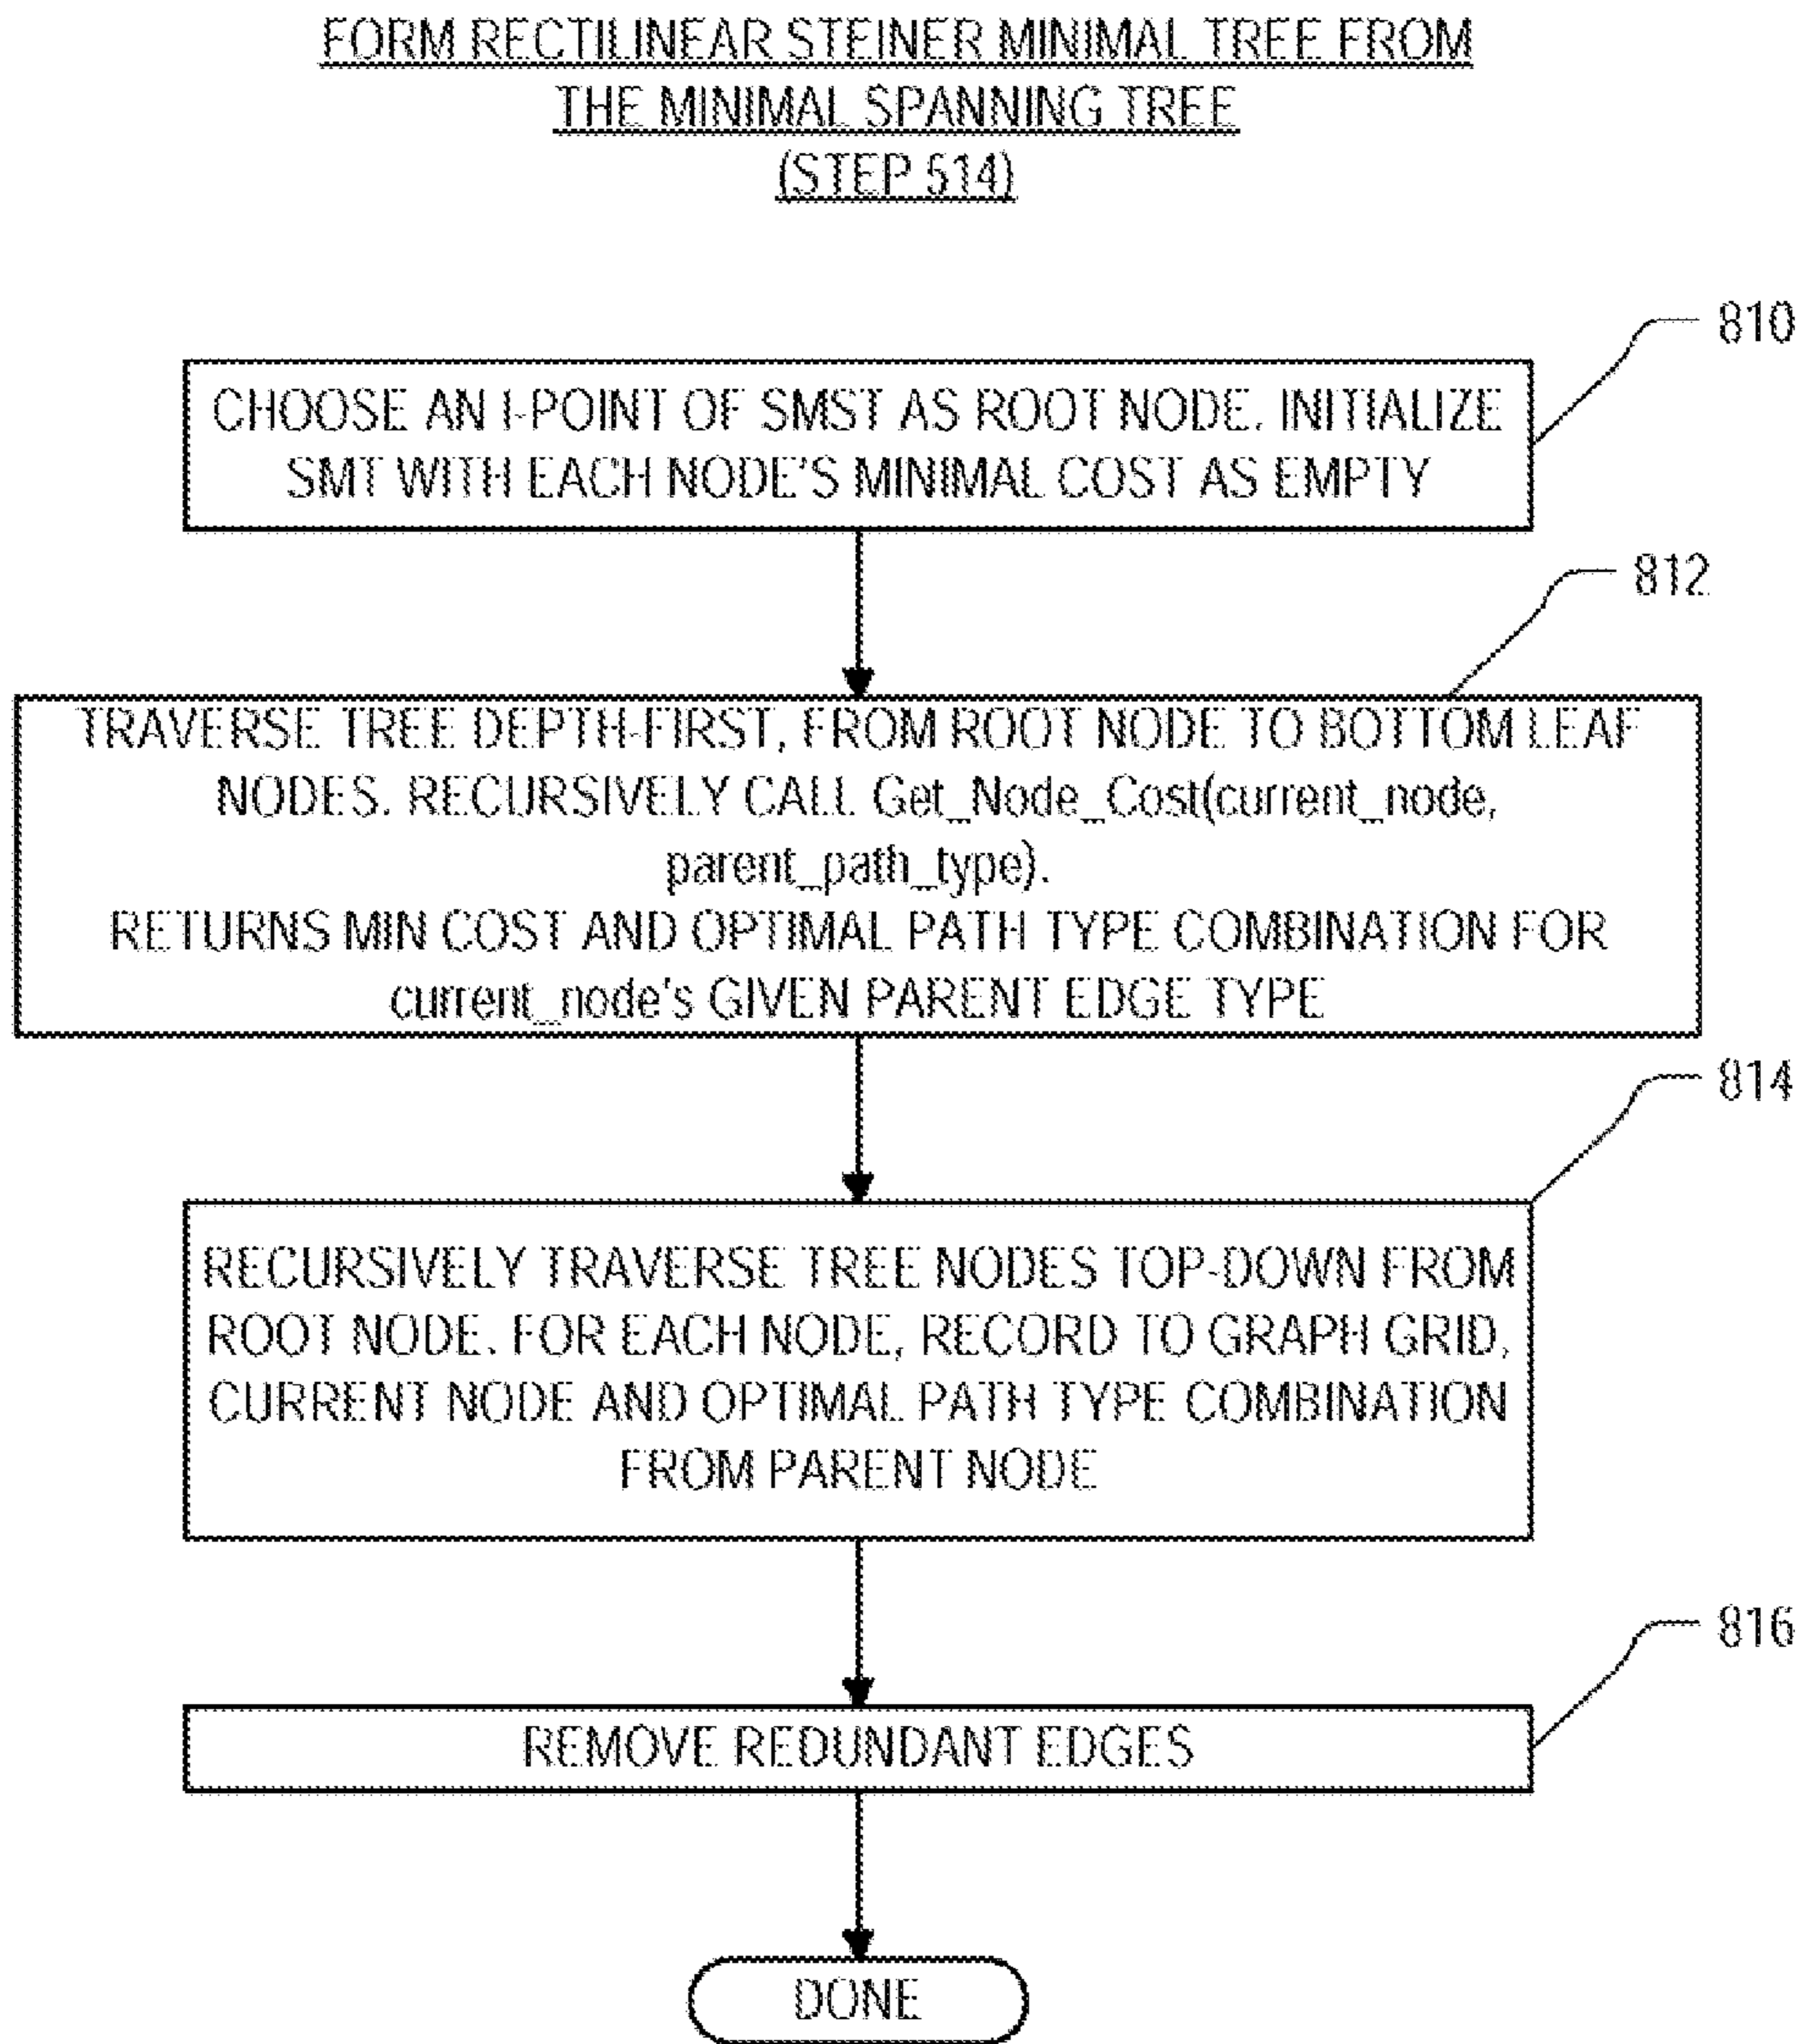 FORM RECTILINEAR STEINER MINIMAL TREE FROM
THE MINIMAL SPANNING TREE
(STEP 514)
810
CHOOSE AN I-POINT OF SMST AS ROOT NODE. INITIALIZE
SMT WITH EACH NODE'S MINIMAL COST AS EMPTY
812
TRAVERSE TREE DEPTH-FIRST, FROM ROOT NODE TO BOTTOM LEAF
NODES. RECURSIVELY CALL Get_Node_Cost(current_node,
parent_path_type).
RETURNS MIN COST AND OPTIMAL PATH TYPE COMBINATION FOR
current_node's GIVEN PARENT EDGE TYPE
814
RECURSIVELY TRAVERSE TREE NODES TOP-DOWN FROM
ROOT NODE. FOR EACH NODE, RECORD TO GRAPH GRID,
CURRENT NODE AND OPTIMAL PATH TYPE COMBINATION
FROM PARENT NODE
816
REMOVE REDUNDANT EDGES
DONE